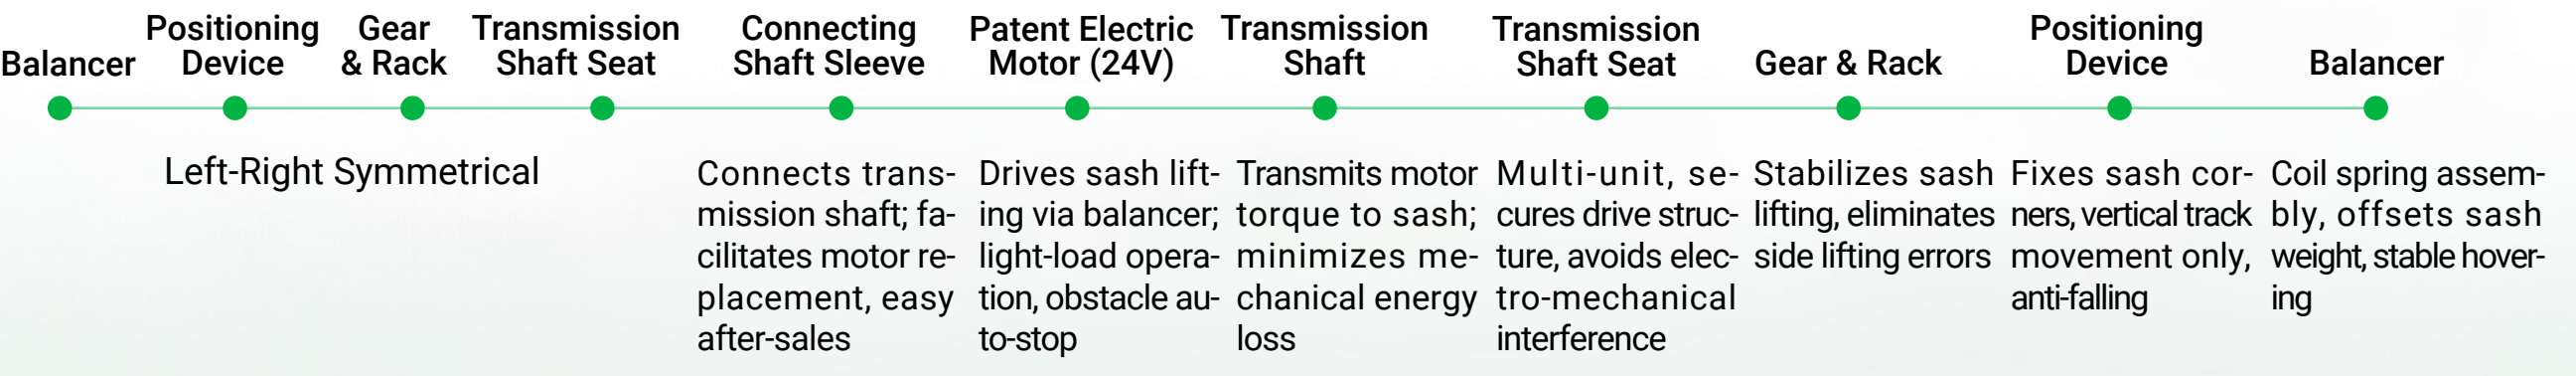 Balancer
Positioning
Device
Gear
& Rack
Transmission
Shaft Seat
Connecting
Shaft Sleeve
Patent Electric
Motor (24V)
Transmission
Shaft
Transmission
Shaft Seat
Gear & Rack
Positioning
Device
Balancer
Left-Right Symmetrical
Connects trans-
mission shaft; fa-
cilitates motor re-
placement, easy
after-sales
Drives sash lift-
ing via balancer;
light-load opera-
tion, obstacle au-
to-stop
Transmits motor
torque to sash;
minimizes me-
chanical energy
loss
Multi-unit, se-
cures drive struc-
ture, avoids elec-
tro-mechanical
interference
Stabilizes sash
lifting, eliminates
side lifting errors
Fixes sash cor-
ners, vertical track
movement only,
anti-falling
Coil spring assem-
bly, offsets sash
weight, stable hover-
ing